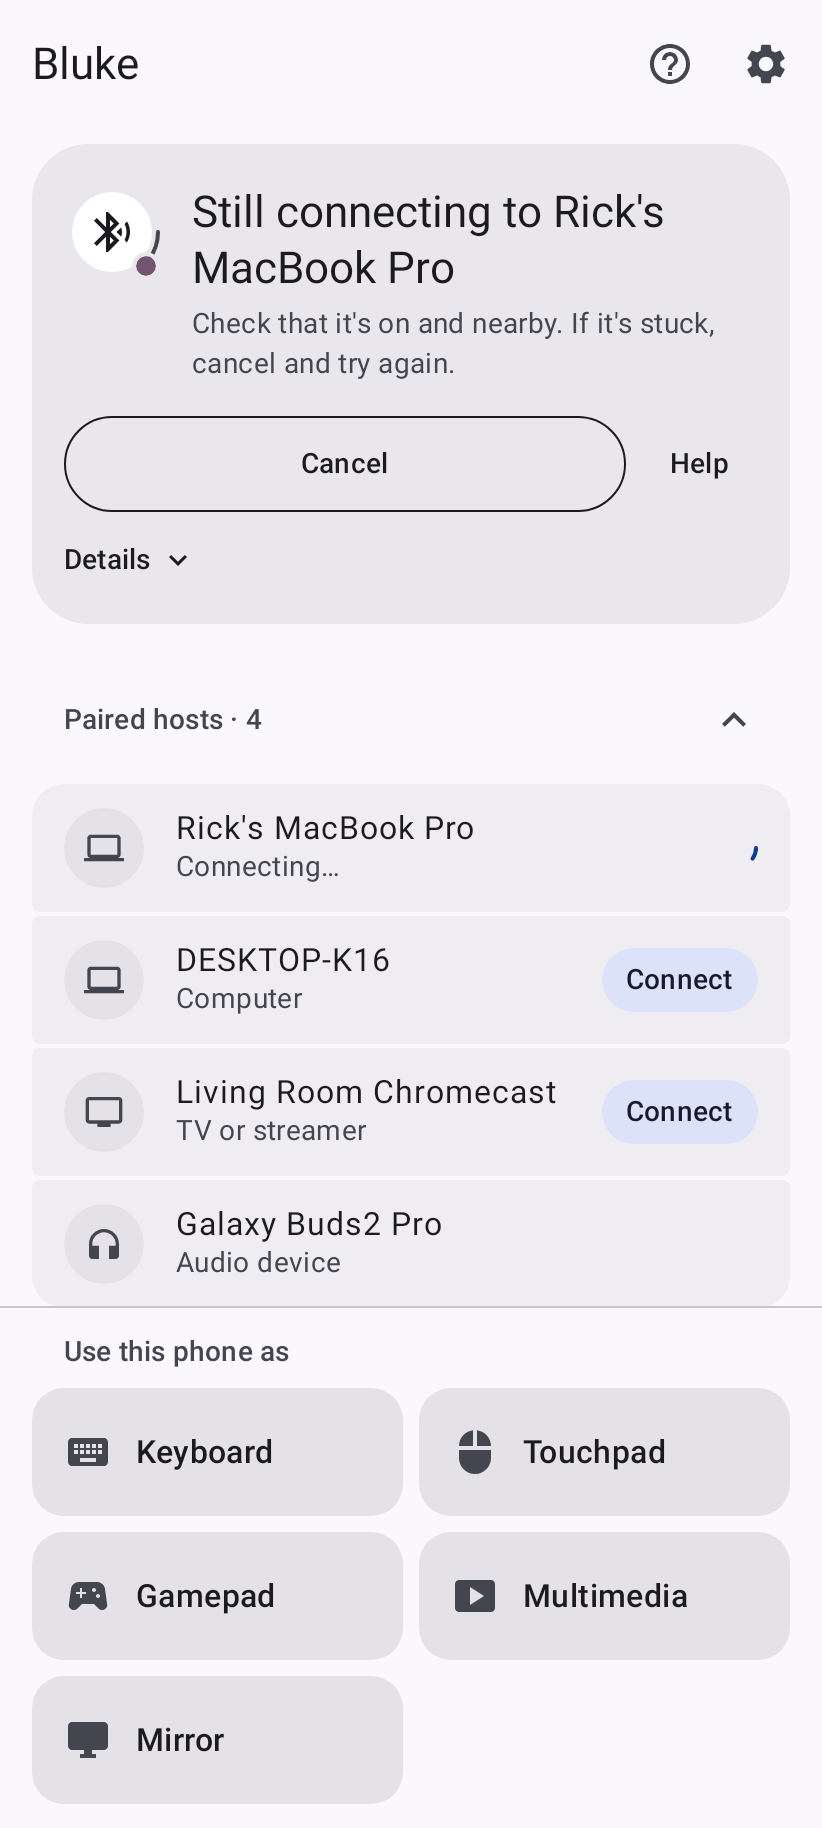 Bluke
Still connecting to Rick's
MacBook Pro
Check that it's on and nearby. If it's stuck,
cancel and try again.
Cancel
Help
Details
Paired hosts · 4
Rick's MacBook Pro
Connecting…
DESKTOP-K16
Computer
Connect
Living Room Chromecast
TV or streamer
Connect
Galaxy Buds2 Pro
Audio device
Use this phone as
Keyboard
Touchpad
Gamepad
Multimedia
Mirror